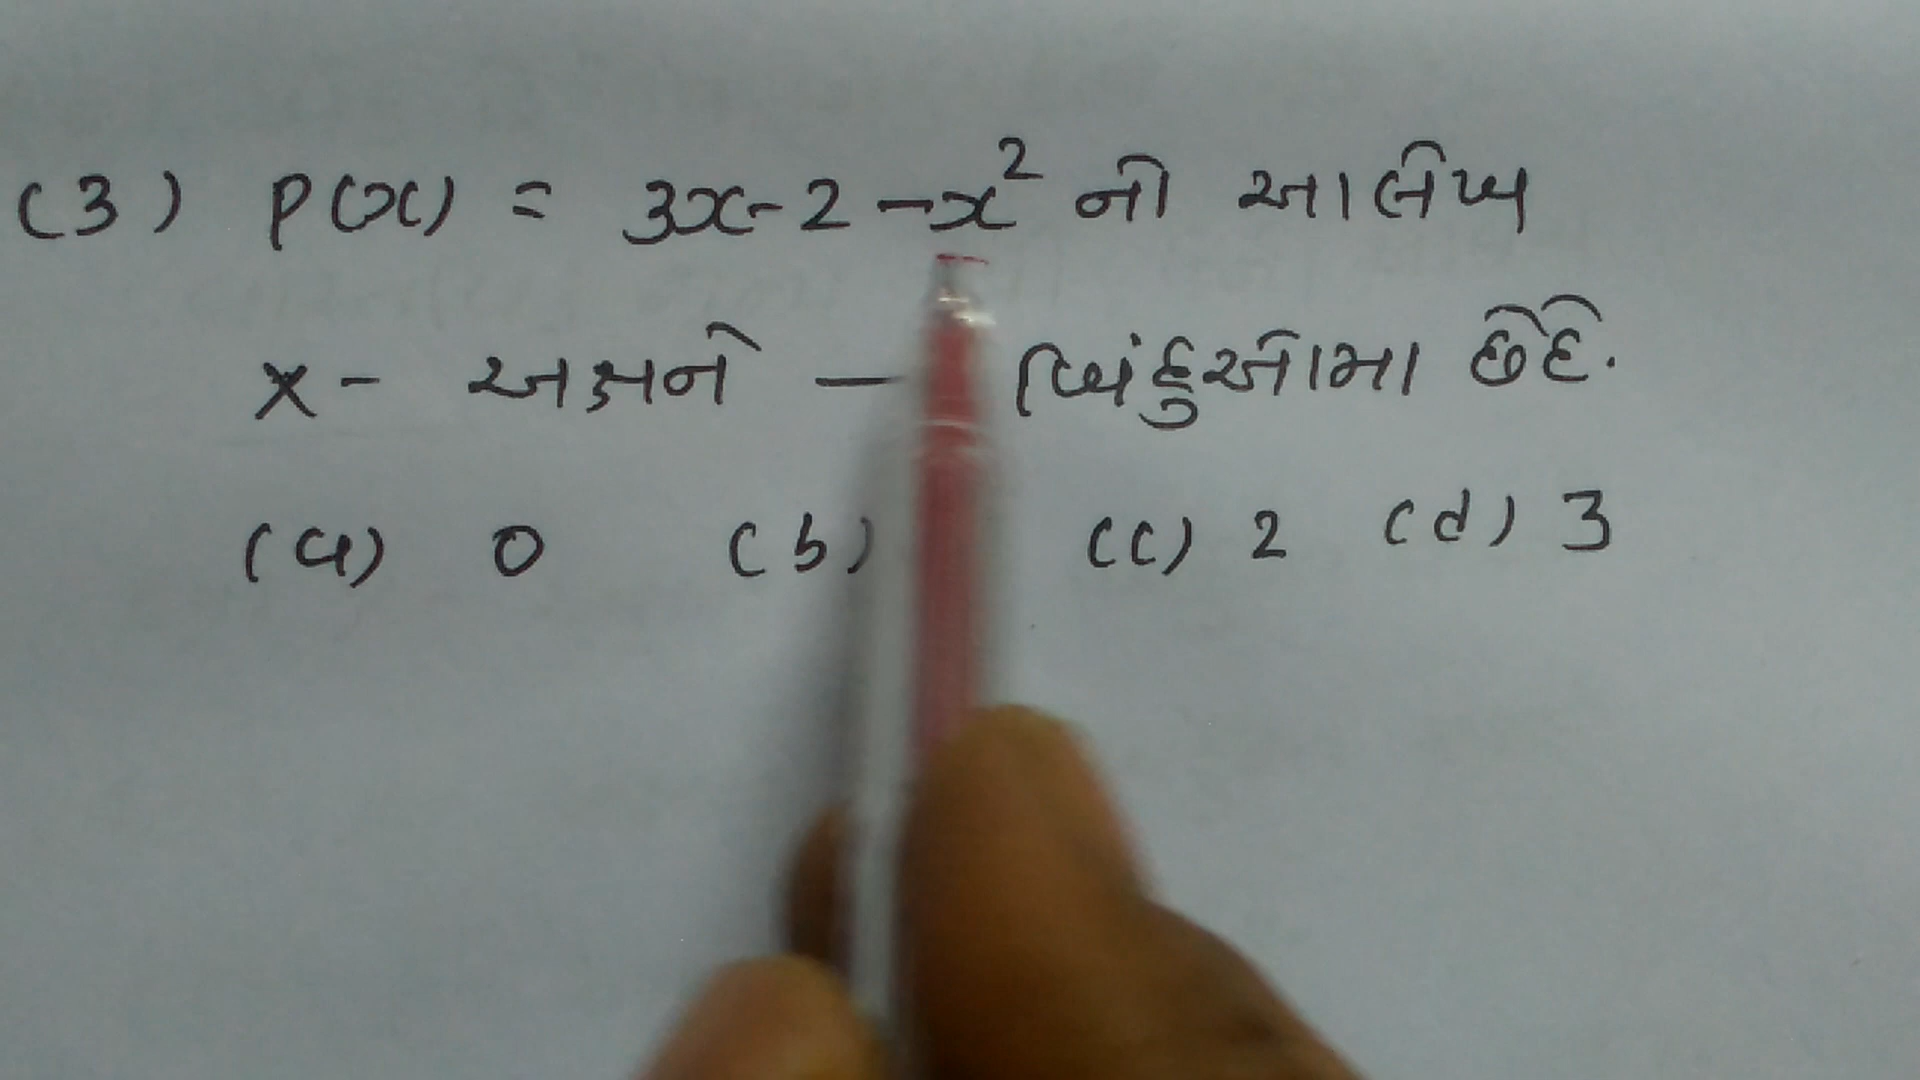 (3) P(x) = 3x-2-x² નો આલેખ
x- અક્ષને — બિંદુઓમા છેદે.
(a) 0 (b) (c) 2 (d) 3